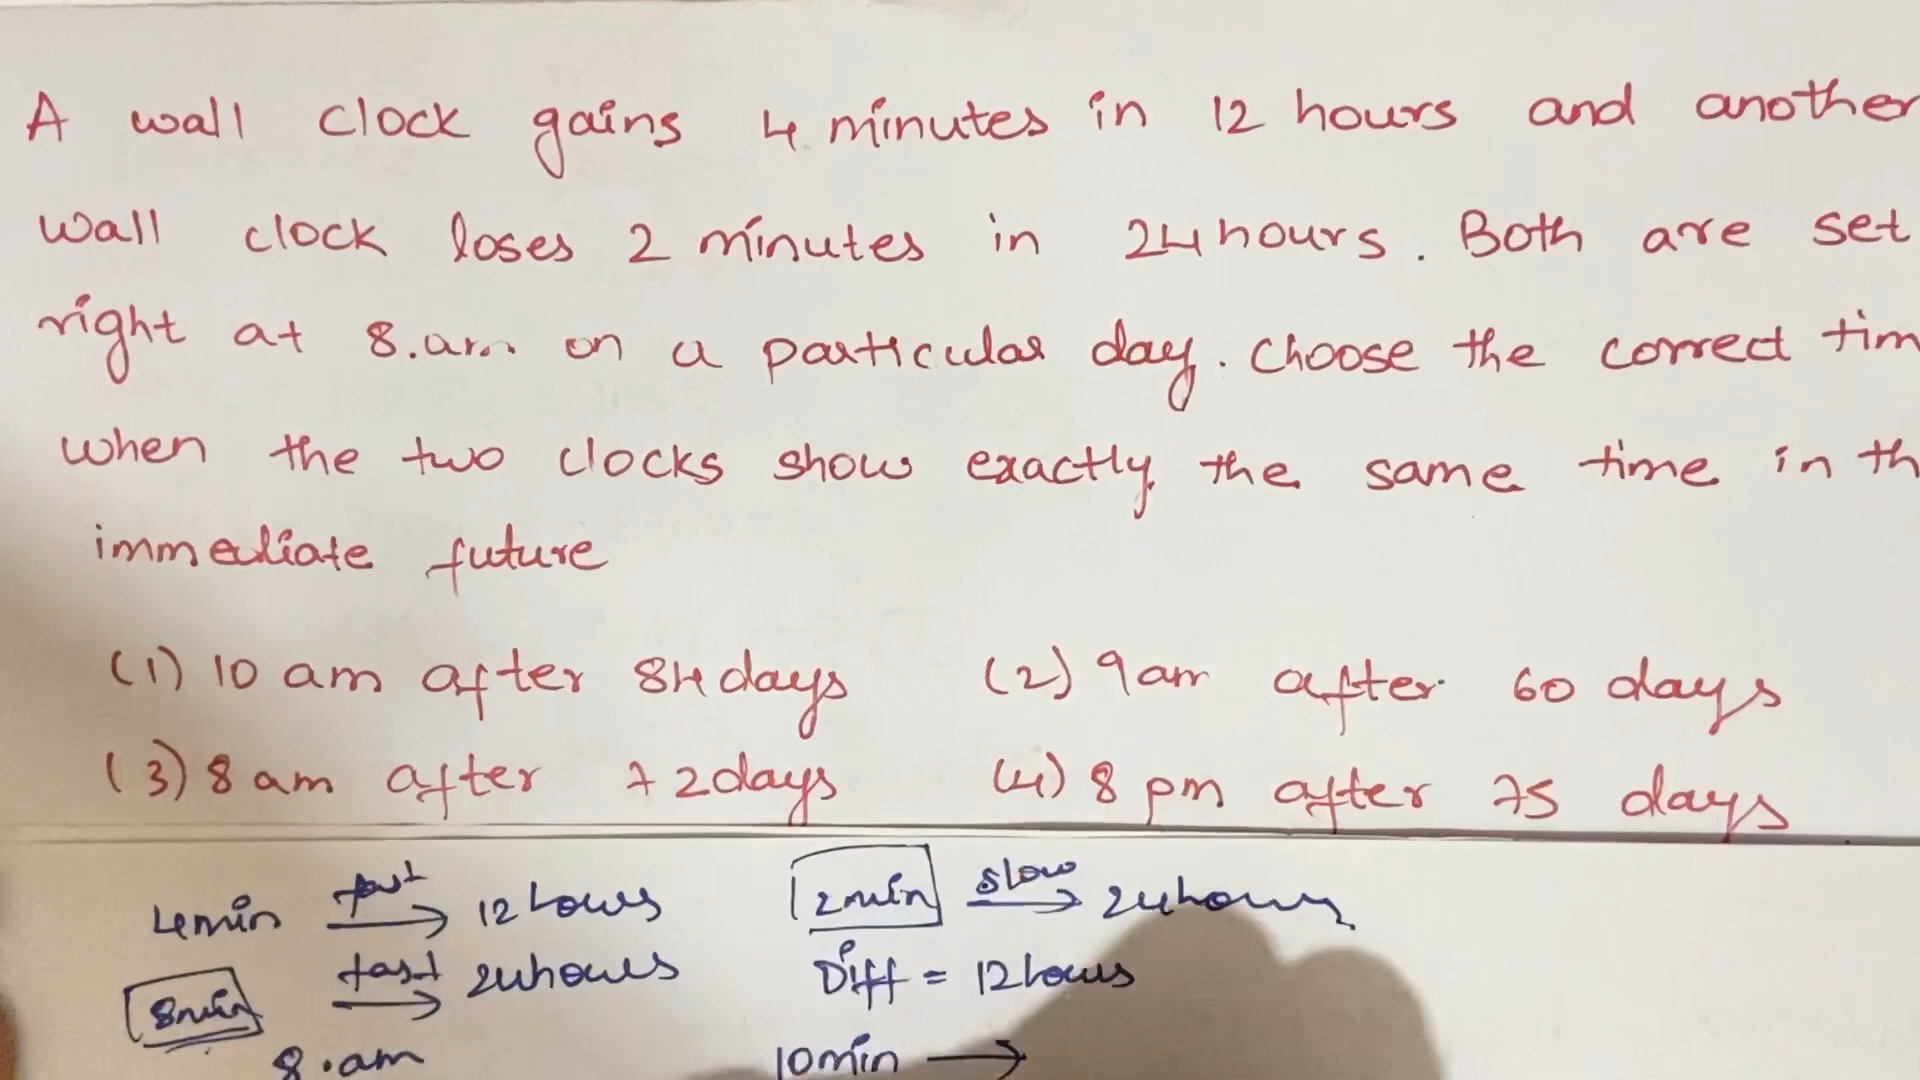 A wall clock gains 4 minutes in 12 hours and another
wall clock loses 2 minutes in 24 hours. Both are set
right at 8.am on a particular day. Choose the correct tim
when the two clocks show exactly the same time in th
immediate future
(1) 10 am after 84 days (2) 9am after 60 days
(3) 8 am after 72 days (4) 8 pm after 75 days
4min fast → 12 hours 2min slow → 24 hours
8min fast → 24 hours Diff = 12 hours
8.am 10min →